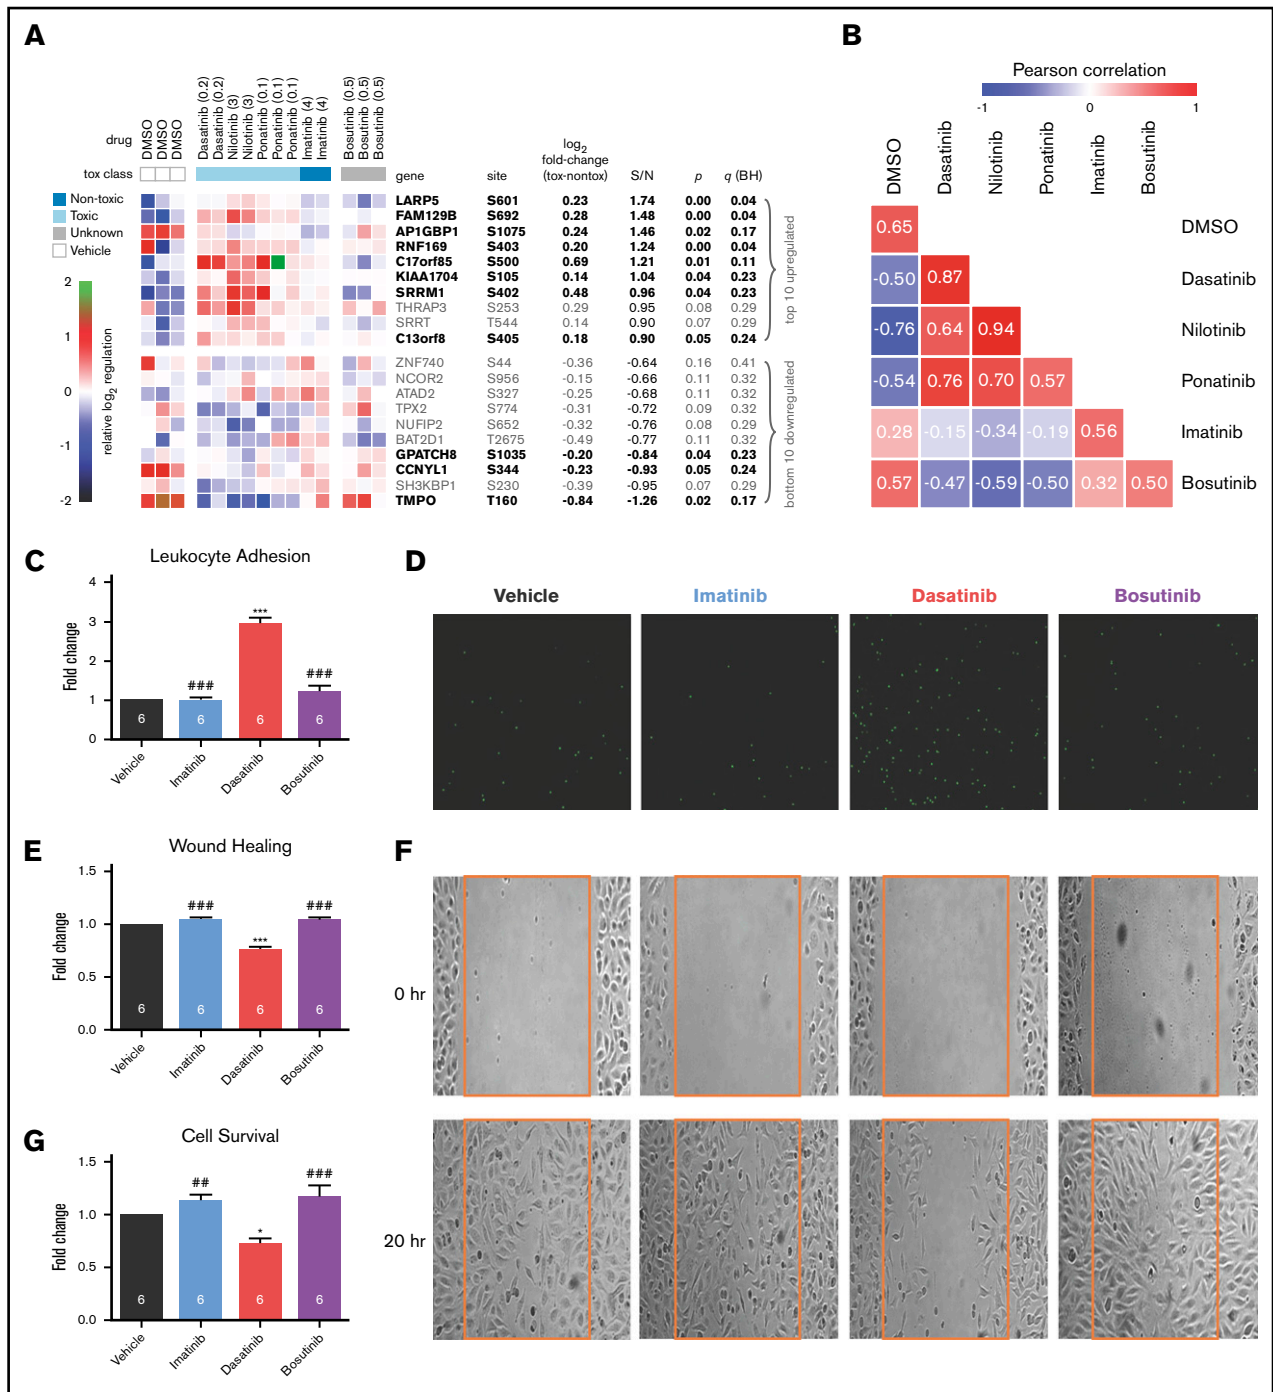 A
drug
DMSO
DMSO
DMSO
Dasatinib (0.2)
Dasatinib (0.2)
Nilotinib (3)
Nilotinib (3)
Ponatinib (0.1)
Ponatinib (0.1)
Ponatinib (0.1)
Imatinib (4)
Imatinib (4)
Bosutinib (0.5)
Bosutinib (0.5)
Bosutinib (0.5)
tox class
Non-toxic
Toxic
Unknown
Vehicle
2
1
0
-1
-2
relative log2 regulation
gene site log2 fold-change (tox-nontox) S/N p q (BH)
LARP5 S601 0.23 1.74 0.00 0.04
FAM129B S692 0.28 1.48 0.00 0.04
AP1GBP1 S1075 0.24 1.46 0.02 0.17
RNF169 S403 0.20 1.24 0.00 0.04
C17orf85 S500 0.69 1.21 0.01 0.11
KIAA1704 S105 0.14 1.04 0.04 0.23
SRRM1 S402 0.48 0.96 0.04 0.23
THRAP3 S253 0.29 0.95 0.08 0.29
SRRT T544 0.14 0.90 0.07 0.29
C13orf8 S405 0.18 0.90 0.05 0.24
top 10 upregulated
ZNF740 S44 -0.36 -0.64 0.16 0.41
NCOR2 S956 -0.15 -0.66 0.11 0.32
ATAD2 S327 -0.25 -0.68 0.11 0.32
TPX2 S774 -0.31 -0.72 0.09 0.32
NUFIP2 S652 -0.32 -0.76 0.08 0.29
BAT2D1 T2675 -0.49 -0.77 0.11 0.32
GPATCH8 S1035 -0.20 -0.84 0.04 0.23
CCNYL1 S344 -0.23 -0.93 0.05 0.24
SH3KBP1 S230 -0.39 -0.95 0.07 0.29
TMPO T160 -0.84 -1.26 0.02 0.17
bottom 10 downregulated
B
Pearson correlation
-1 0 1
DMSO
Dasatinib
Nilotinib
Ponatinib
Imatinib
Bosutinib
0.65 DMSO
-0.50 0.87 Dasatinib
-0.76 0.64 0.94 Nilotinib
-0.54 0.76 0.70 0.57 Ponatinib
0.28 -0.15 -0.34 -0.19 0.56 Imatinib
0.57 -0.47 -0.59 -0.50 0.32 0.50 Bosutinib
C
Leukocyte Adhesion
Fold change
4
3
2
1
0
### *** ###
6 6 6 6
Vehicle
Imatinib
Dasatinib
Bosutinib
D
Vehicle Imatinib Dasatinib Bosutinib
E
Wound Healing
Fold change
1.5
1.0
0.5
0.0
### *** ###
6 6 6 6
Vehicle
Imatinib
Dasatinib
Bosutinib
F
0 hr
20 hr
G
Cell Survival
Fold change
1.5
1.0
0.5
0.0
## * ###
6 6 6 6
Vehicle
Imatinib
Dasatinib
Bosutinib